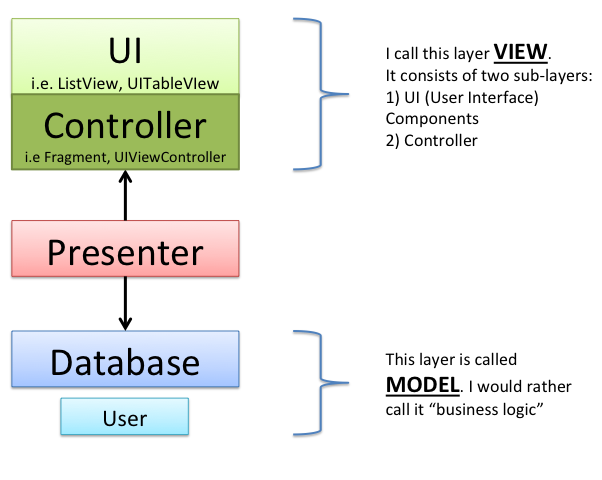 UI
i.e. ListView, UITableVIew
Controller
i.e Fragment, UIViewController
Presenter
Database
User
I call this layer VIEW.
It consists of two sub-layers:
1) UI (User Interface)
Components
2) Controller
This layer is called
MODEL. I would rather
call it “business logic”